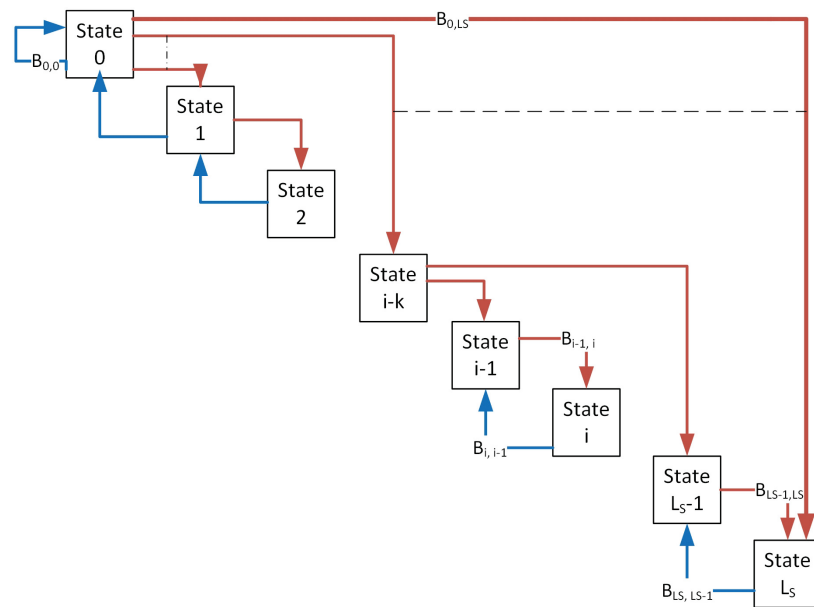 State
0
B0,LS
B0,0
State
1
State
2
State
i-k
State
i-1
Bi-1, i
State
i
Bi, i-1
State
LS-1
BLS-1,LS
State
LS
BLS, LS-1